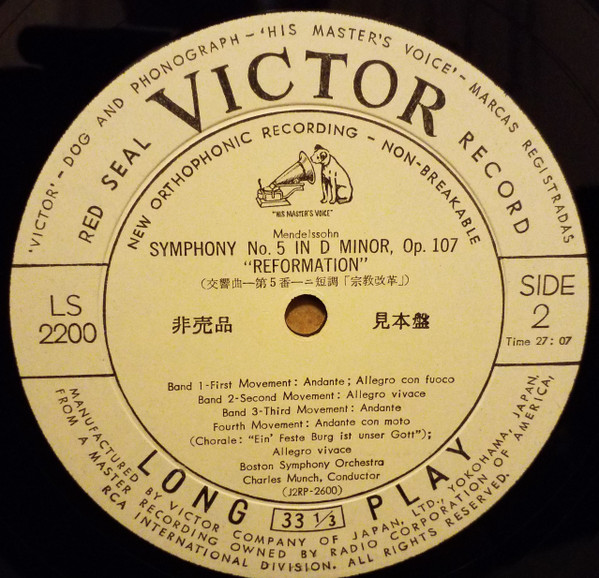 'VICTOR' - DOG AND PHONOGRAPH - 'HIS MASTER'S VOICE' - MARCAS REGISTRADAS
RED SEAL VICTOR RECORD
NEW ORTHOPHONIC RECORDING - NON-BREAKABLE
"HIS MASTER'S VOICE"
Mendelssohn
SYMPHONY No. 5 IN D MINOR, Op. 107
"REFORMATION"
(交響曲―第5番―ニ短調「宗教改革」)
LS
2200
SIDE
2
Time 27:07
非売品
見本盤
Band 1-First Movement: Andante; Allegro con fuoco
Band 2-Second Movement: Allegro vivace
Band 3-Third Movement: Andante
Fourth Movement: Andante con moto
(Chorale: "Ein' Feste Burg ist unser Gott");
Allegro vivace
Boston Symphony Orchestra
Charles Munch, Conductor
(J2RP-2600)
LONG 33 1/3 PLAY
MANUFACTURED BY VICTOR COMPANY OF JAPAN, LTD., YOKOHAMA, JAPAN,
FROM A MASTER RECORDING OWNED BY RADIO CORPORATION OF AMERICA,
RCA INTERNATIONAL DIVISION. ALL RIGHTS RESERVED.